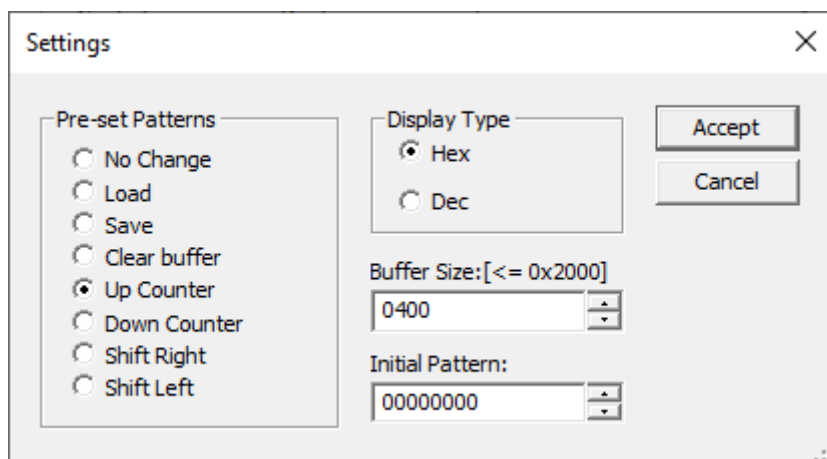 Settings
Pre-set Patterns
No Change
Load
Save
Clear buffer
Up Counter
Down Counter
Shift Right
Shift Left
Display Type
Hex
Dec
Buffer Size:[<= 0x2000]
0400
Initial Pattern:
00000000
Accept
Cancel